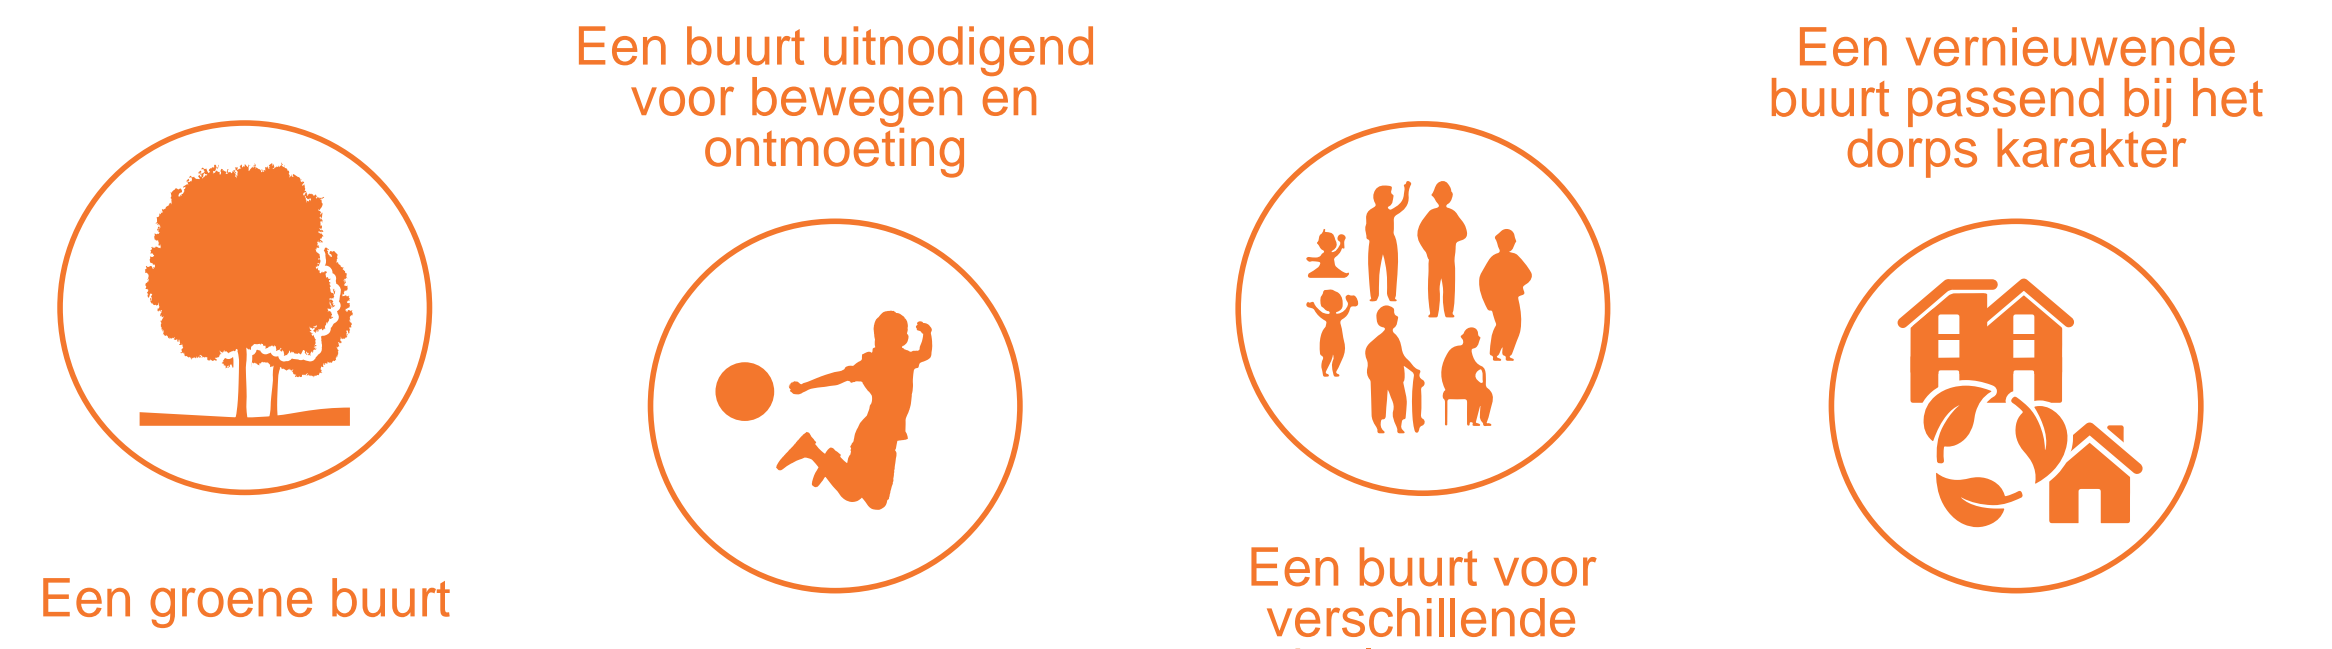 Een groene buurt
Een buurt uitnodigend
voor bewegen en
ontmoeting
Een buurt voor
verschillende
Een vernieuwende
buurt passend bij het
dorps karakter